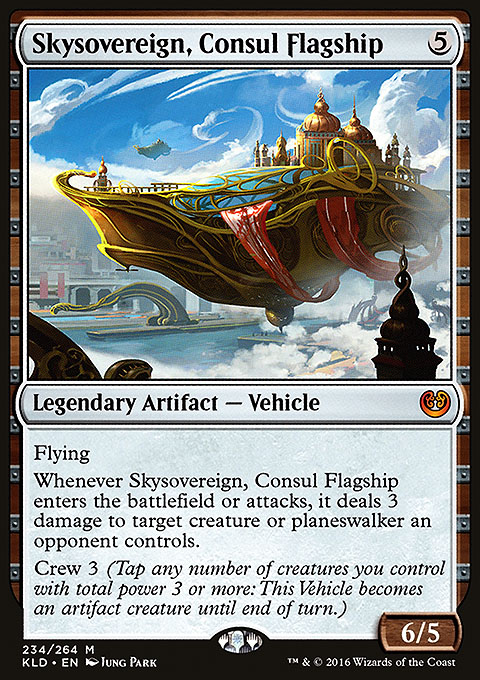 Skysovereign, Consul Flagship 5
Legendary Artifact — Vehicle
Flying
Whenever Skysovereign, Consul Flagship
enters the battlefield or attacks, it deals 3
damage to target creature or planeswalker an
opponent controls.
Crew 3 (Tap any number of creatures you control
with total power 3 or more: This Vehicle becomes
an artifact creature until end of turn.)
6/5
234/264 M
KLD • EN Jung Park
™ & © 2016 Wizards of the Coast